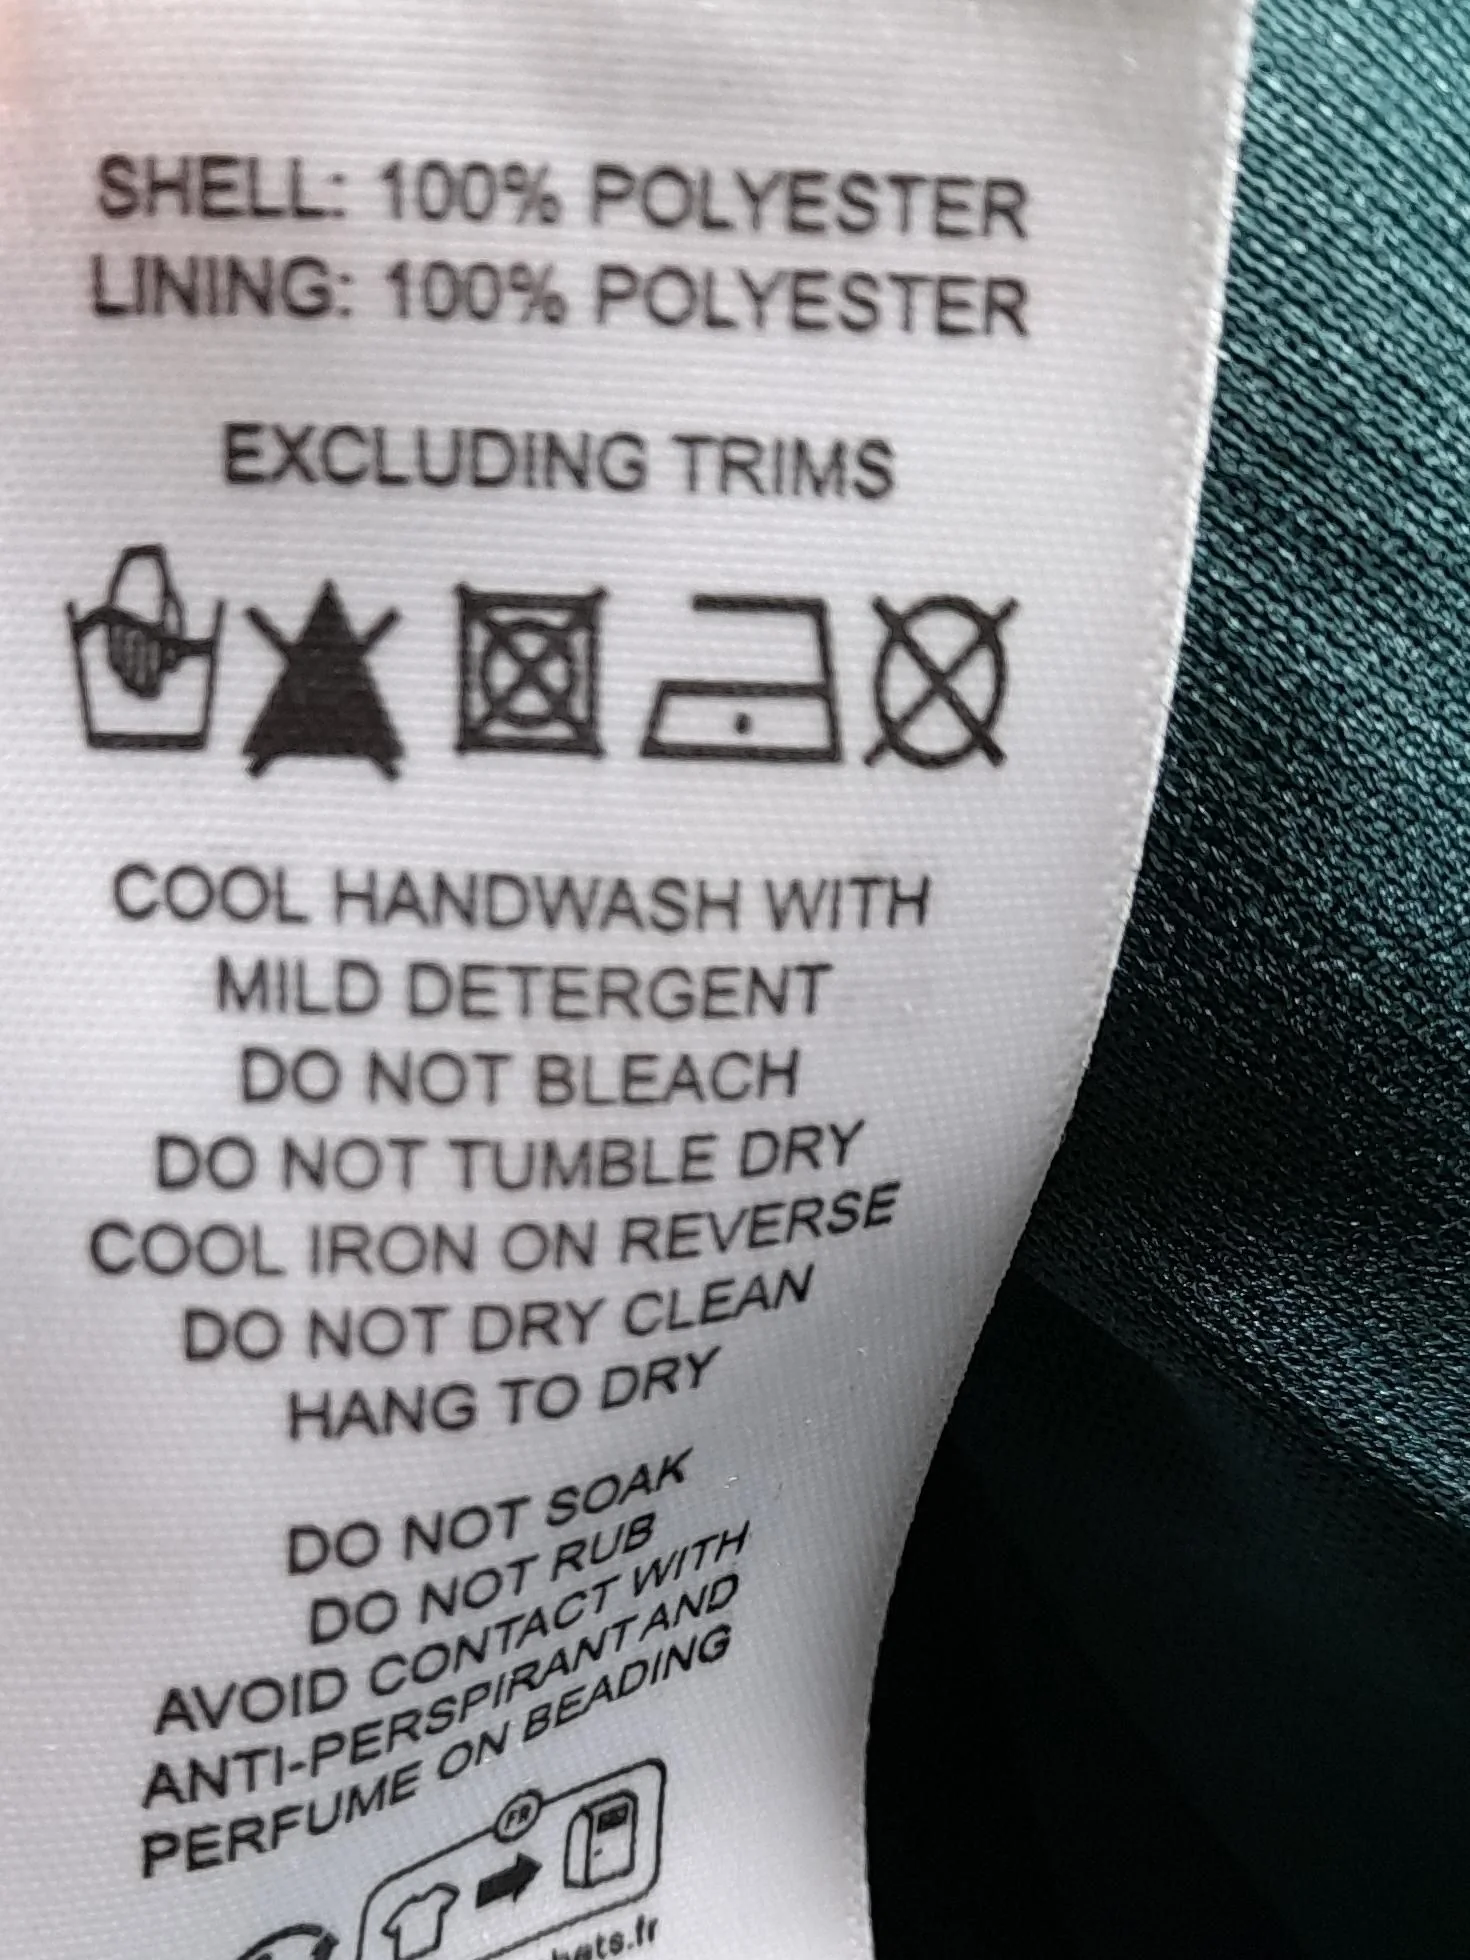 SHELL: 100% POLYESTER
LINING: 100% POLYESTER
EXCLUDING TRIMS
COOL HANDWASH WITH
MILD DETERGENT
DO NOT BLEACH
DO NOT TUMBLE DRY
COOL IRON ON REVERSE
DO NOT DRY CLEAN
HANG TO DRY
DO NOT SOAK
DO NOT RUB
AVOID CONTACT WITH
ANTI-PERSPIRANT AND
PERFUME ON BEADING
FR